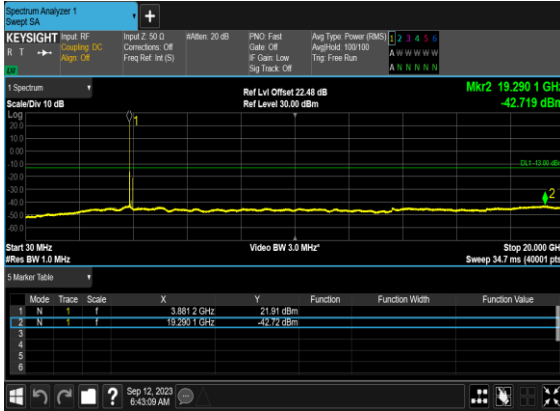 Spectrum Analyzer 1
Swept SA
+
KEYSIGHT Input: RF Input Z: 50 Ω #Atten: 20 dB PNO: Fast Avg Type: Power (RMS) 1 2 3 4 5 6
R T Coupling: DC Corrections: Off Gate: Off Avg|Hold: 100/100 A W W W W W
Align: Off Freq Ref: Int (S) IF Gain: Low Trig: Free Run
Sig Track: Off A N N N N N
1 Spectrum Ref Lvl Offset 22.48 dB Mkr2 19.290 1 GHz
Scale/Div 10 dB Ref Level 30.00 dBm -42.719 dBm
Log
1
20.0
10.0
0.00
-10.0 DL1 -13.00 dBm
-20.0
-30.0
2
-40.0
-50.0
-60.0
Start 30 MHz Video BW 3.0 MHz* Stop 20.000 GH
#Res BW 1.0 MHz Sweep 34.7 ms (40001 pts
5 Marker Table
Mode Trace Scale X Y Function Function Width Function Value
1 N 1 f 3.881 2 GHz 21.91 dBm
2 N 1 f 19.290 1 GHz -42.72 dBm
3
4
5
6
? Sep 12, 2023
6:43:09 AM